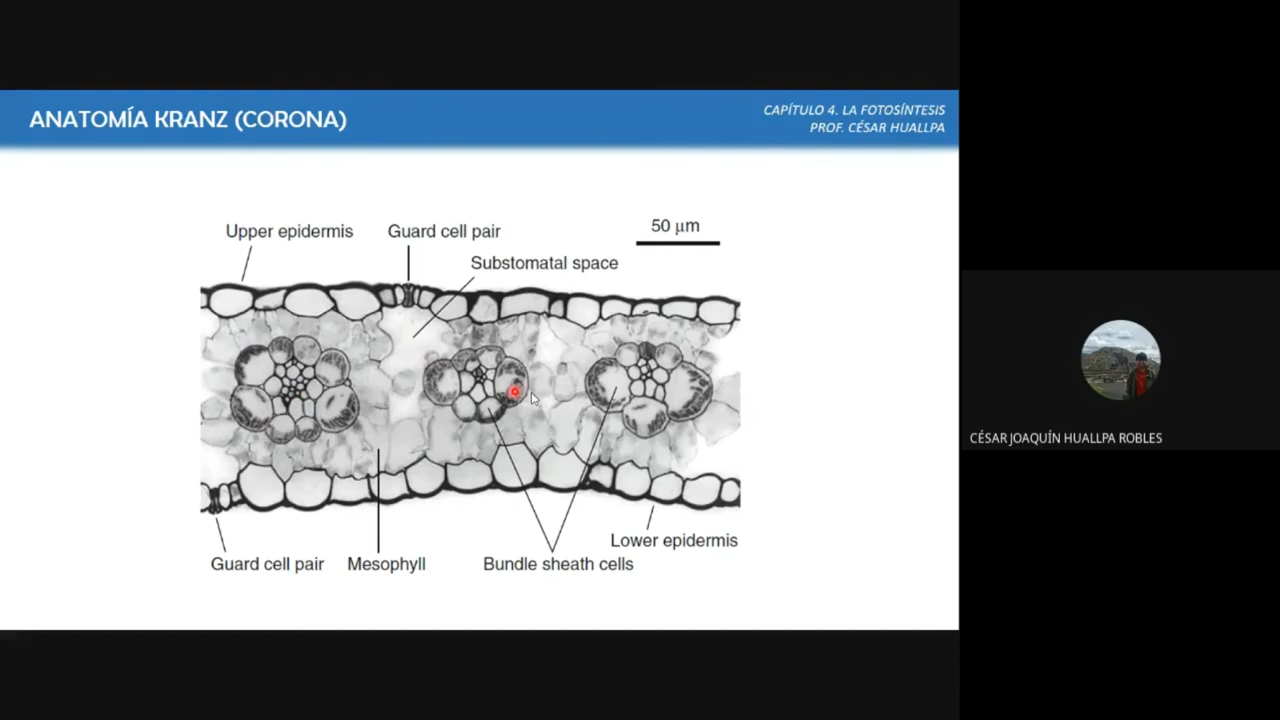 ANATOMÍA KRANZ (CORONA)
CAPÍTULO 4. LA FOTOSÍNTESIS
PROF. CÉSAR HUALLPA
50 μm
Upper epidermis
Guard cell pair
Substomatal space
Lower epidermis
Guard cell pair
Mesophyll
Bundle sheath cells
CÉSAR JOAQUÍN HUALLPA ROBLES